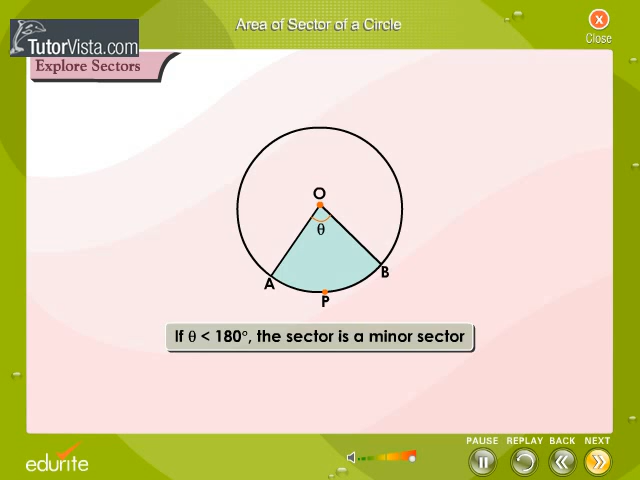 Area of Sector of a Circle
X
Close
TutorVista.com
Explore Sectors
O
θ
A
B
P
If θ < 180°, the sector is a minor sector
PAUSE REPLAY BACK NEXT
edurite